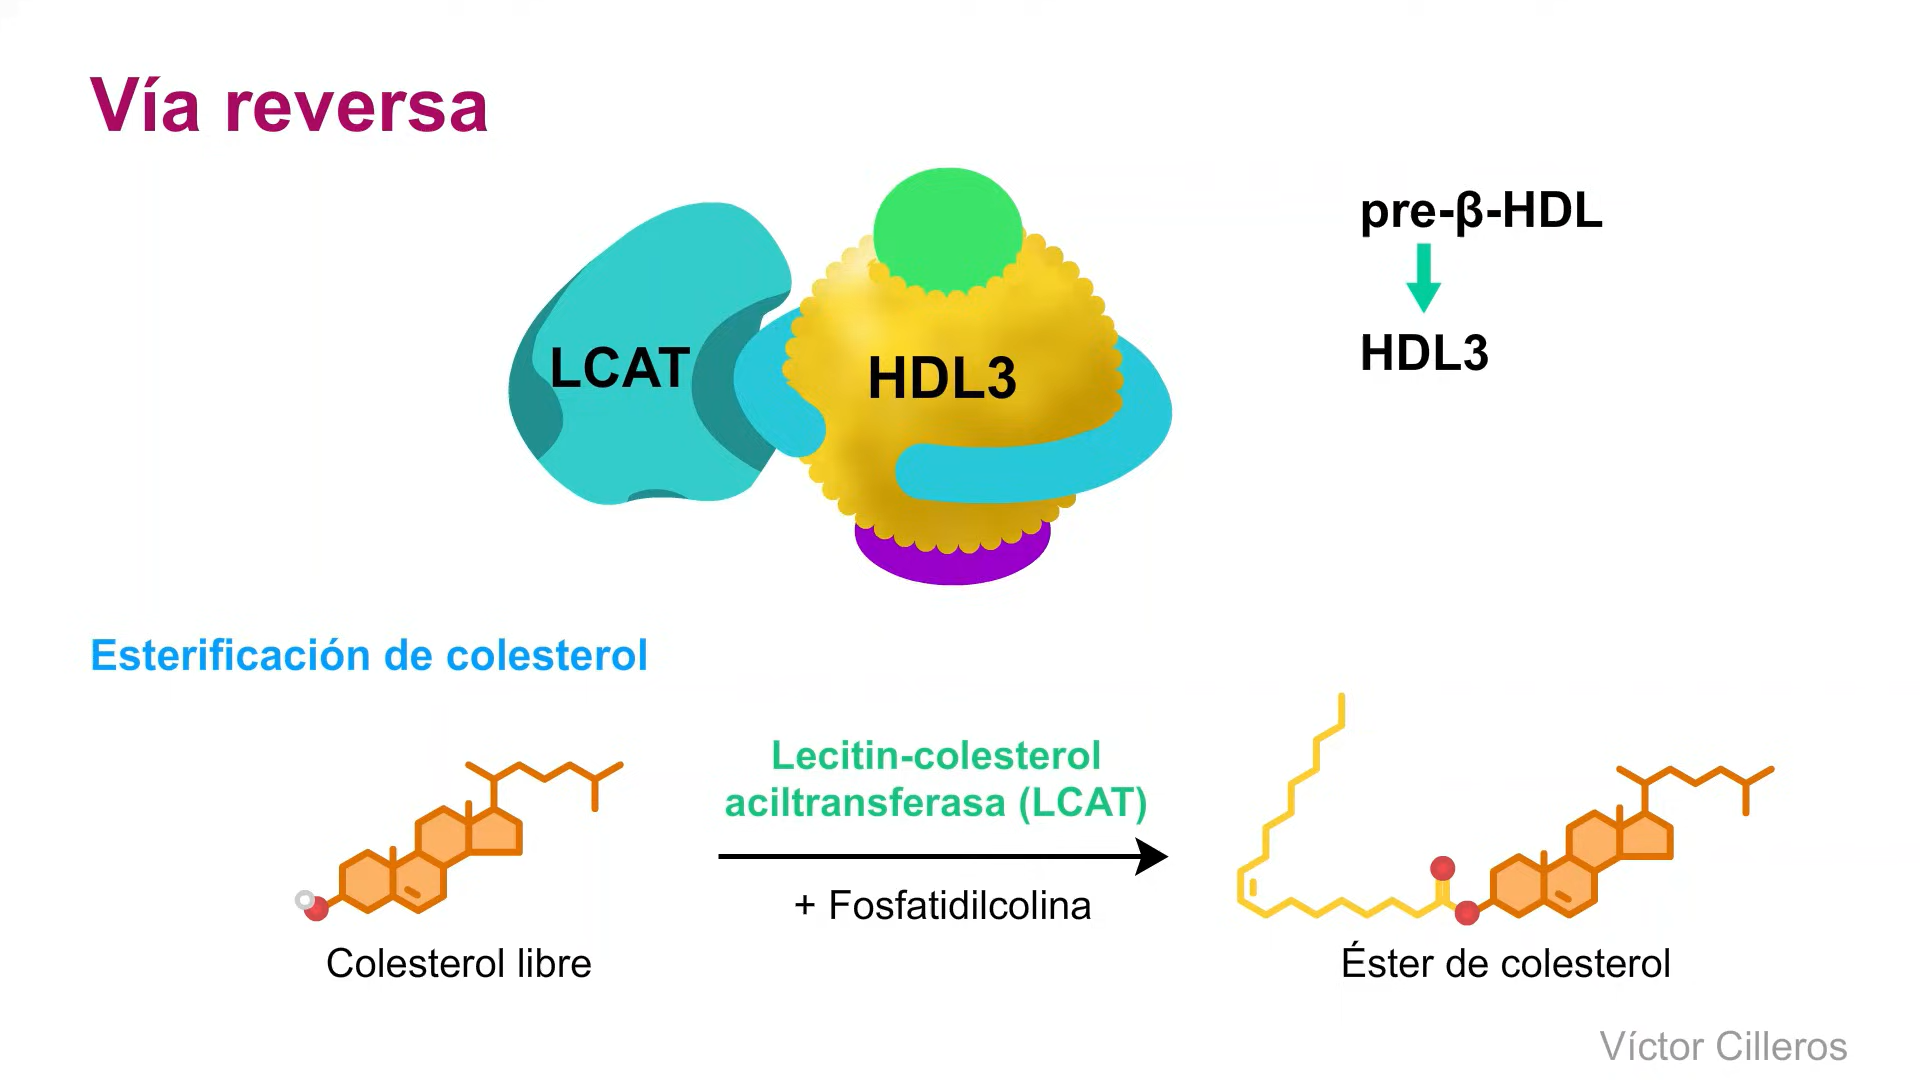 Vía reversa
LCAT
HDL3
pre-β-HDL
HDL3
Esterificación de colesterol
Lecitin-colesterol
aciltransferasa (LCAT)
+ Fosfatidilcolina
Colesterol libre
Éster de colesterol
Víctor Cilleros